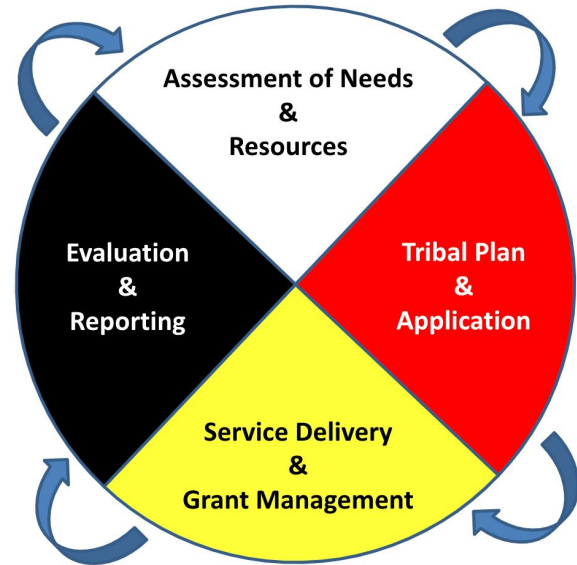 Assessment of Needs
&
Resources
Tribal Plan
&
Application
Service Delivery
&
Grant Management
Evaluation
&
Reporting